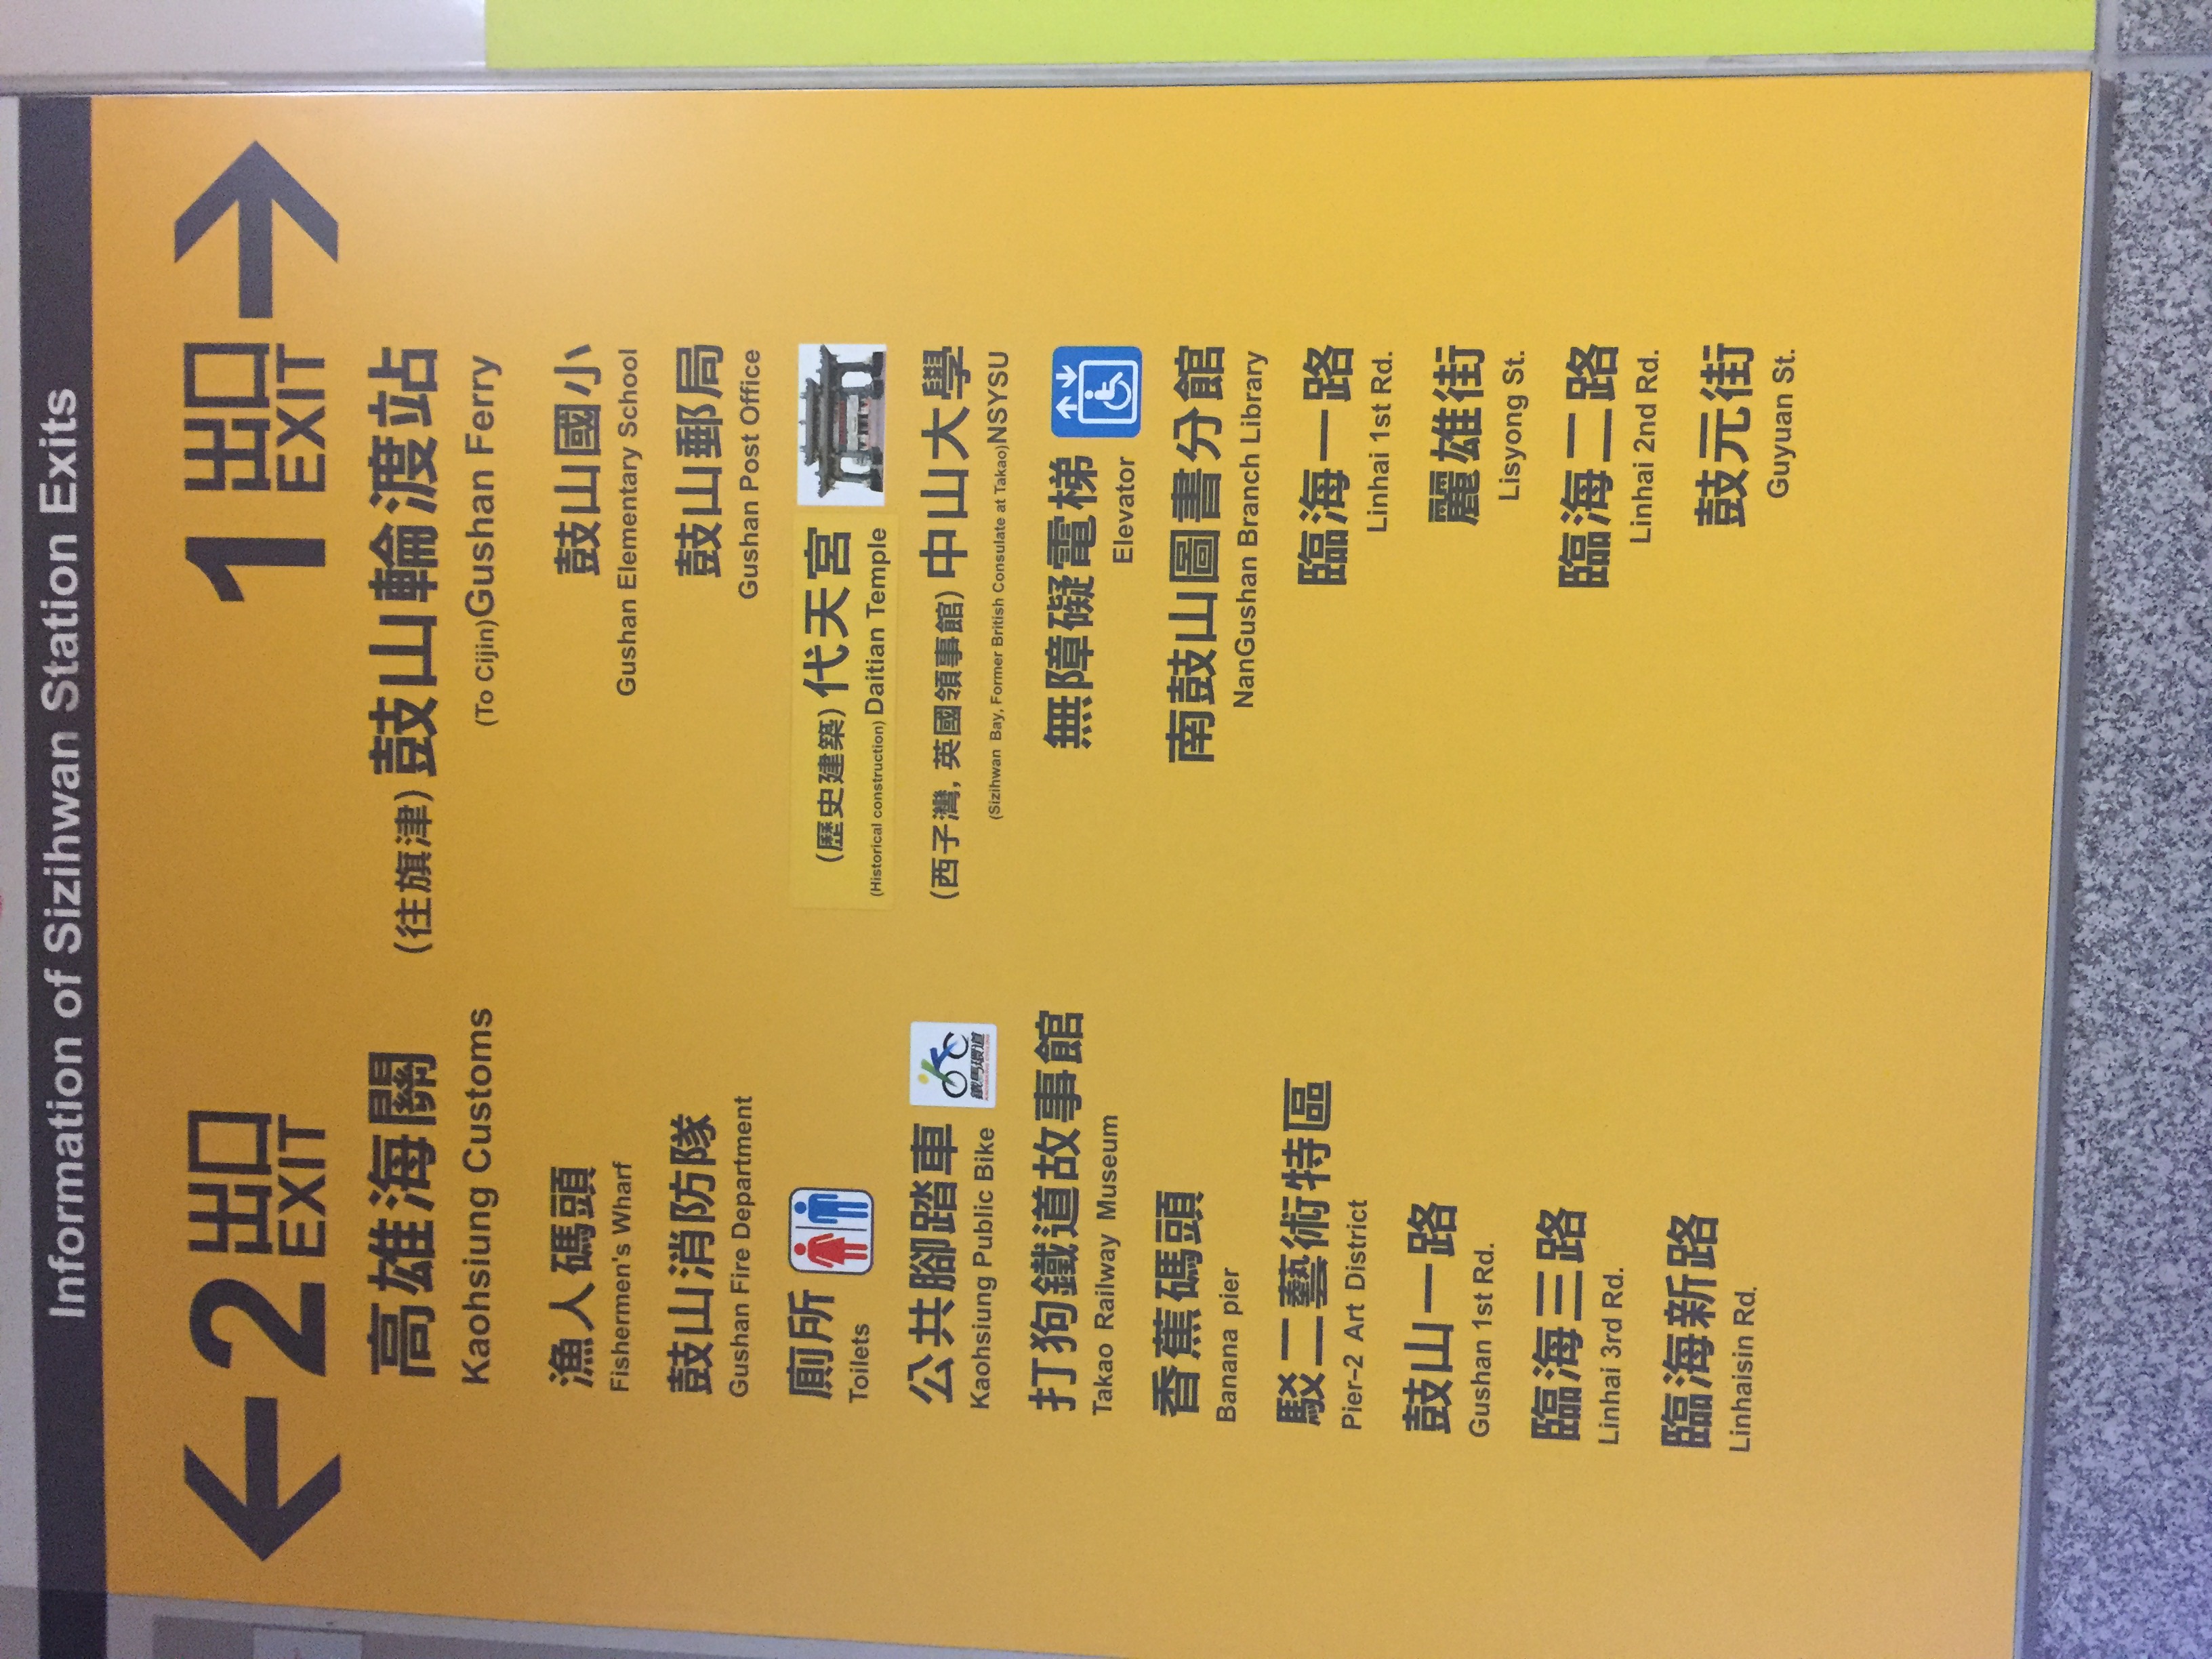 Information of Sizihwan Station Exits
2 出口
EXIT
高雄海關
Kaohsiung Customs
漁人碼頭
Fishermen's Wharf
鼓山消防隊
Gushan Fire Department
廁所
Toilets
公共腳踏車
Kaohsiung Public Bike
鐵馬環道
打狗鐵道故事館
Takao Railway Museum
香蕉碼頭
Banana pier
駁二藝術特區
Pier-2 Art District
鼓山一路
Gushan 1st Rd.
臨海三路
Linhai 3rd Rd.
臨海新路
Linhaisin Rd.
1 出口
EXIT
(往旗津)鼓山輪渡站
(To Cijin)Gushan Ferry
鼓山國小
Gushan Elementary School
鼓山郵局
Gushan Post Office
(歷史建築)代天宮
(Historical construction) Daitian Temple
(西子灣, 英國領事館)中山大學
(Sizihwan Bay, Former British Consulate at Takao)NSYSU
無障礙電梯
Elevator
南鼓山圖書分館
NanGushan Branch Library
臨海一路
Linhai 1st Rd.
麗雄街
Lisyong St.
臨海二路
Linhai 2nd Rd.
鼓元街
Guyuan St.